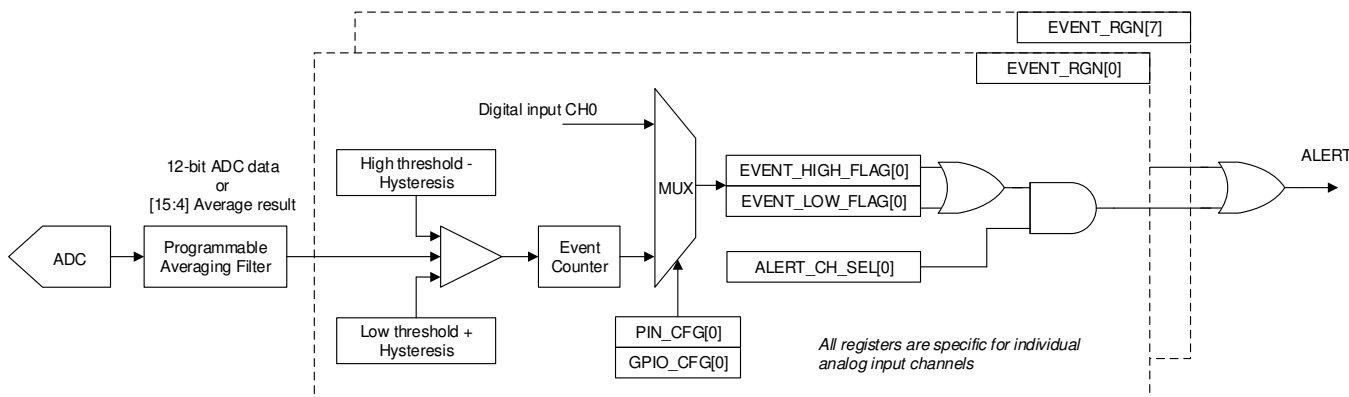 EVENT_RGN[7]
EVENT_RGN[0]
Digital input CH0
12-bit ADC data
or
[15:4] Average result
High threshold -
Hysteresis
MUX
EVENT_HIGH_FLAG[0]
EVENT_LOW_FLAG[0]
ALERT
ADC
Programmable
Averaging Filter
Event
Counter
ALERT_CH_SEL[0]
Low threshold +
Hysteresis
PIN_CFG[0]
GPIO_CFG[0]
All registers are specific for individual
analog input channels